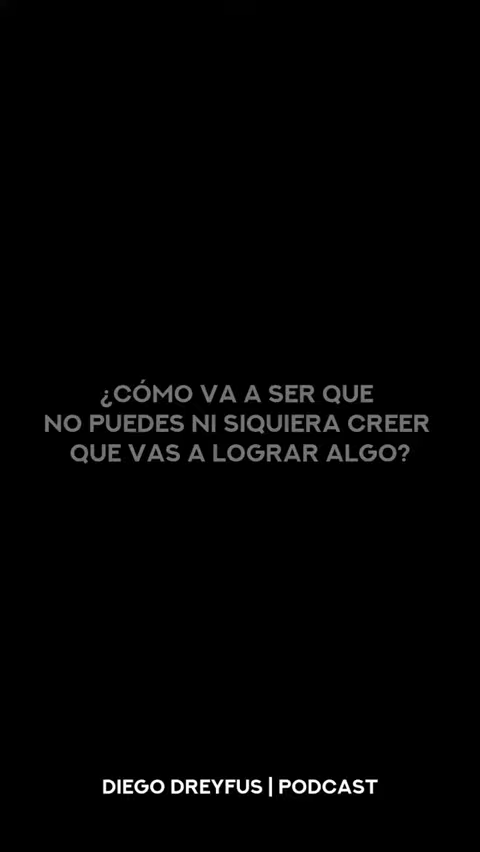 ¿CÓMO VA A SER QUE
NO PUEDES NI SIQUIERA CREER
QUE VAS A LOGRAR ALGO?
DIEGO DREYFUS | PODCAST